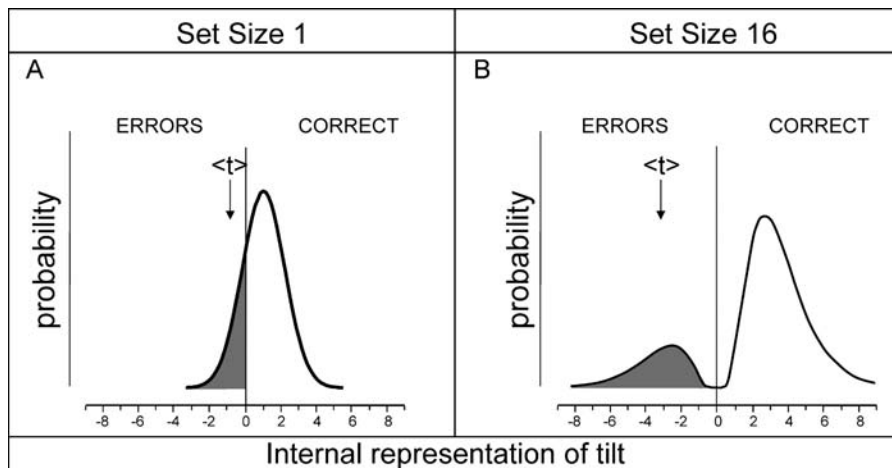 Set Size 1
Set Size 16
A
ERRORS
CORRECT
<t>
probability
-8 -6 -4 -2 0 2 4 6 8
B
ERRORS
CORRECT
<t>
probability
-8 -6 -4 -2 0 2 4 6 8
Internal representation of tilt